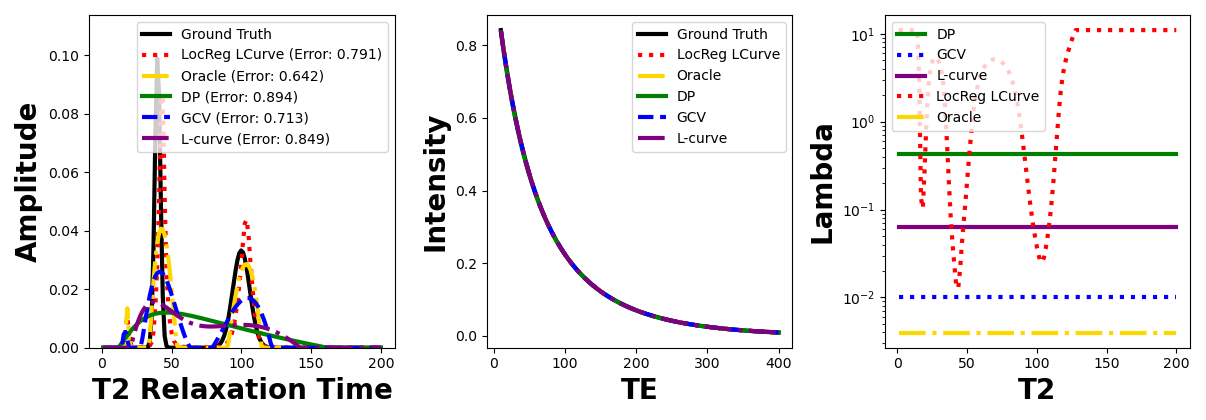 Amplitude
0.10
0.08
0.06
0.04
0.02
0.00
0
50
100
150
200
T2 Relaxation Time
Ground Truth
LocReg LCurve (Error: 0.791)
Oracle (Error: 0.642)
DP (Error: 0.894)
GCV (Error: 0.713)
L-curve (Error: 0.849)
Intensity
0.8
0.6
0.4
0.2
0.0
0
100
200
300
400
TE
Ground Truth
LocReg LCurve
Oracle
DP
GCV
L-curve
Lambda
10¹
10⁰
10⁻¹
10⁻²
0
50
100
150
200
T2
DP
GCV
L-curve
LocReg LCurve
Oracle